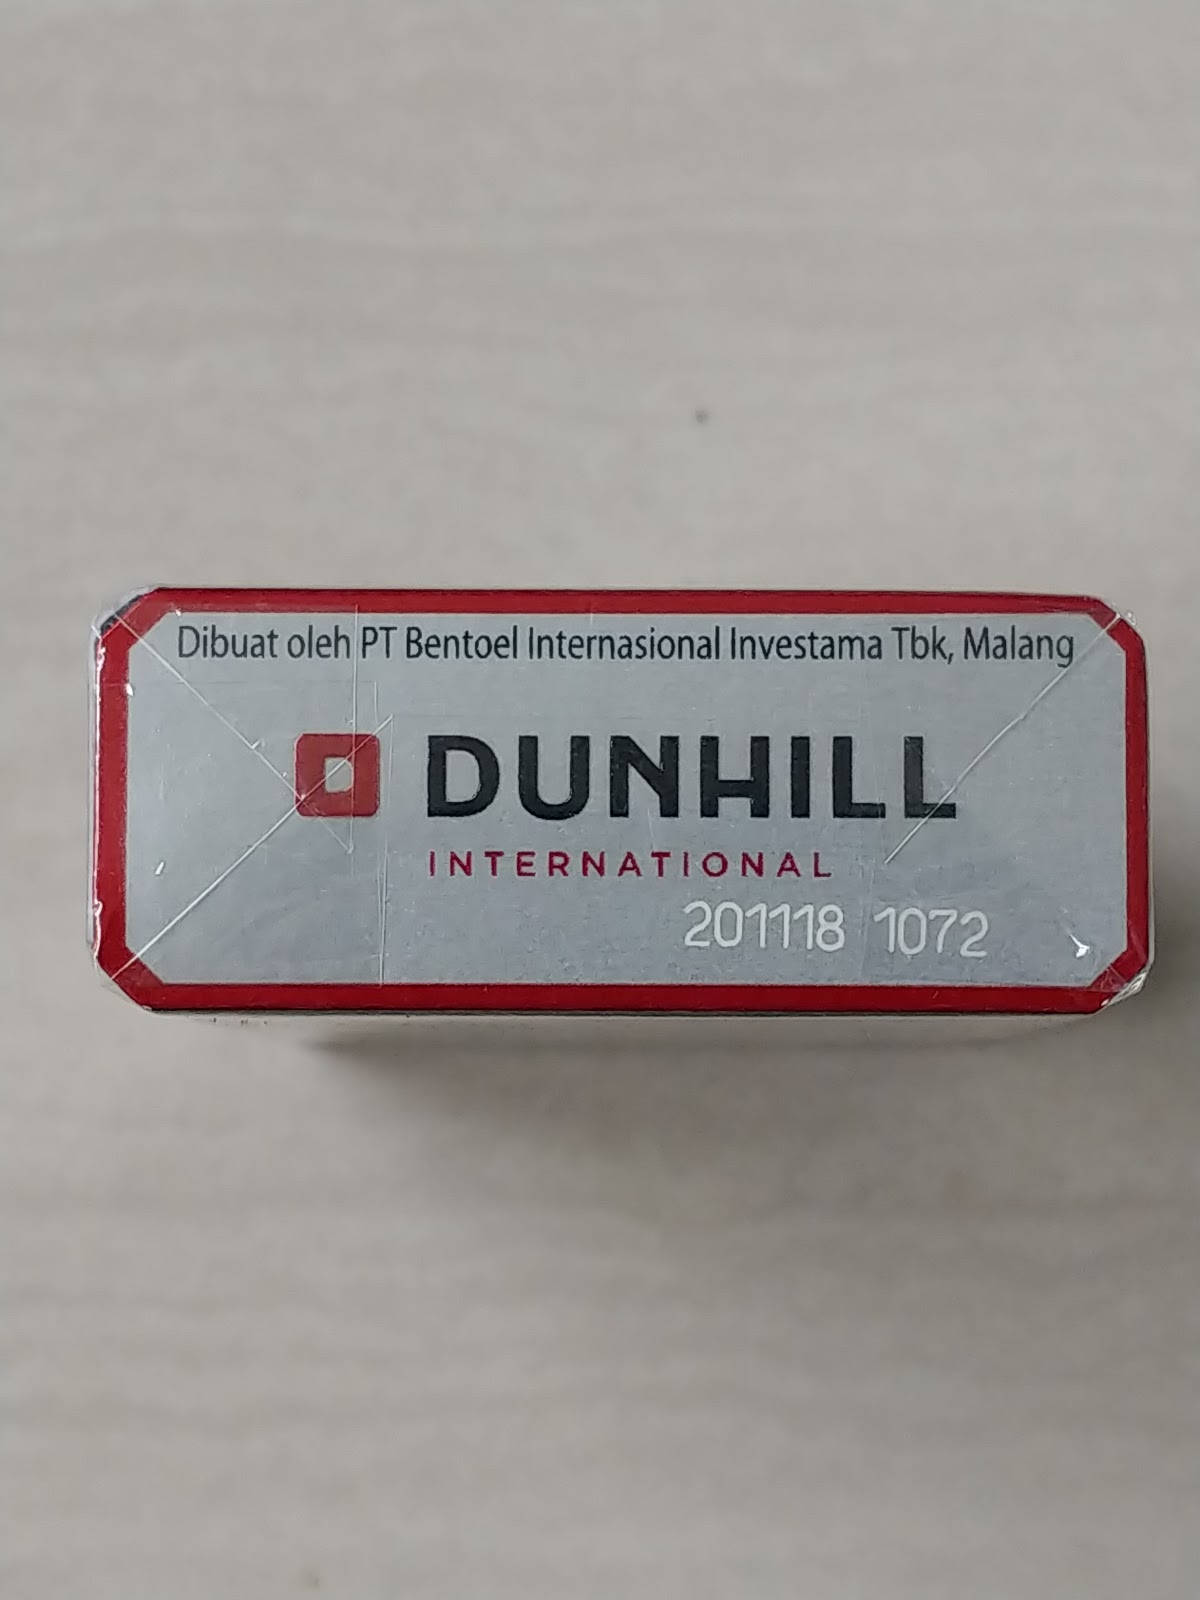 Dibuat oleh PT Bentoel Internasional Investama Tbk, Malang
DUNHILL
INTERNATIONAL
201118 1072